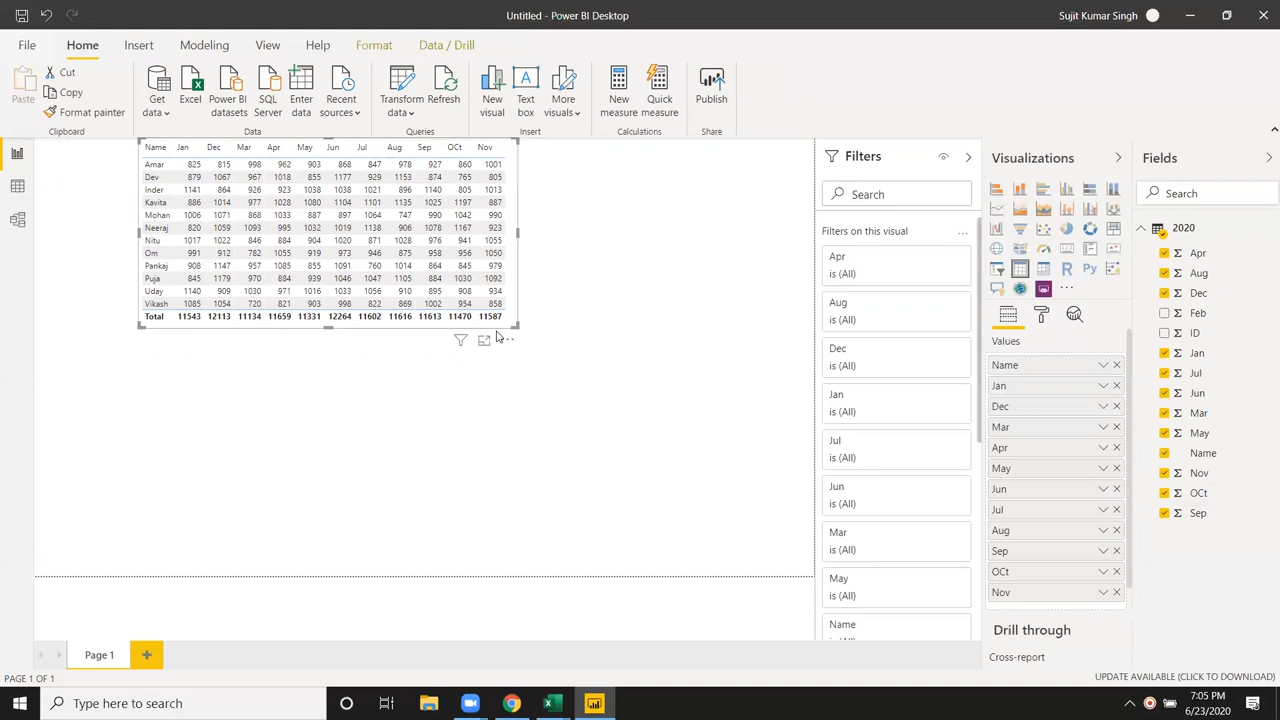 Untitled - Power BI Desktop
Sujit Kumar Singh
File Home Insert Modeling View Help Format Data / Drill
Paste
Cut
Copy
Format painter
Get data
Excel
Power BI datasets
SQL Server
Enter data
Recent sources
Transform data
Refresh
New visual
Text box
More visuals
New measure
Quick measure
Publish
Clipboard Data Queries Insert Calculations Share
Name Jan Dec Mar Apr May Jun Jul Aug Sep OCt Nov
Amar 825 815 998 962 903 868 847 978 927 860 1001
Dev 879 1067 967 1018 855 1177 929 1153 874 765 805
Inder 1141 864 926 923 1038 1038 1021 896 1140 805 1013
Kavita 886 1014 977 1028 1080 1104 1101 1135 1025 1197 887
Mohan 1006 1071 868 1033 887 897 1064 747 990 1042 990
Neeraj 820 1059 1093 995 1032 1019 1138 900 1078 1167 923
Nitu 1017 1022 846 884 904 1020 871 1028 976 941 1055
Om 991 912 782 1055 919 973 946 875 958 956 1050
Pankaj 908 1147 957 1085 855 1091 760 1014 864 845 979
Puja 845 1179 970 884 939 1046 1047 1101 884 1030 1092
Uday 1140 909 1030 971 1016 1033 1056 913 895 908 934
Vikash 1085 1054 720 821 903 998 822 869 1002 954 858
Total 11543 12113 11134 11659 11331 12264 11602 11616 11613 11470 11587
Filters
Search
Filters on this visual
Apr
is (All)
Aug
is (All)
Dec
is (All)
Jan
is (All)
Jul
is (All)
Jun
is (All)
Mar
is (All)
May
is (All)
Name
Visualizations
R
Py
Values
Name
Jan
Dec
Mar
Apr
May
Jun
Jul
Aug
Sep
OCt
Nov
Drill through
Cross-report
Fields
Search
2020
Apr
Aug
Dec
Feb
ID
Jan
Jul
Jun
Mar
May
Name
Nov
OCt
Sep
Page 1
PAGE 1 OF 1
UPDATE AVAILABLE (CLICK TO DOWNLOAD)
Type here to search
7:05 PM
6/23/2020